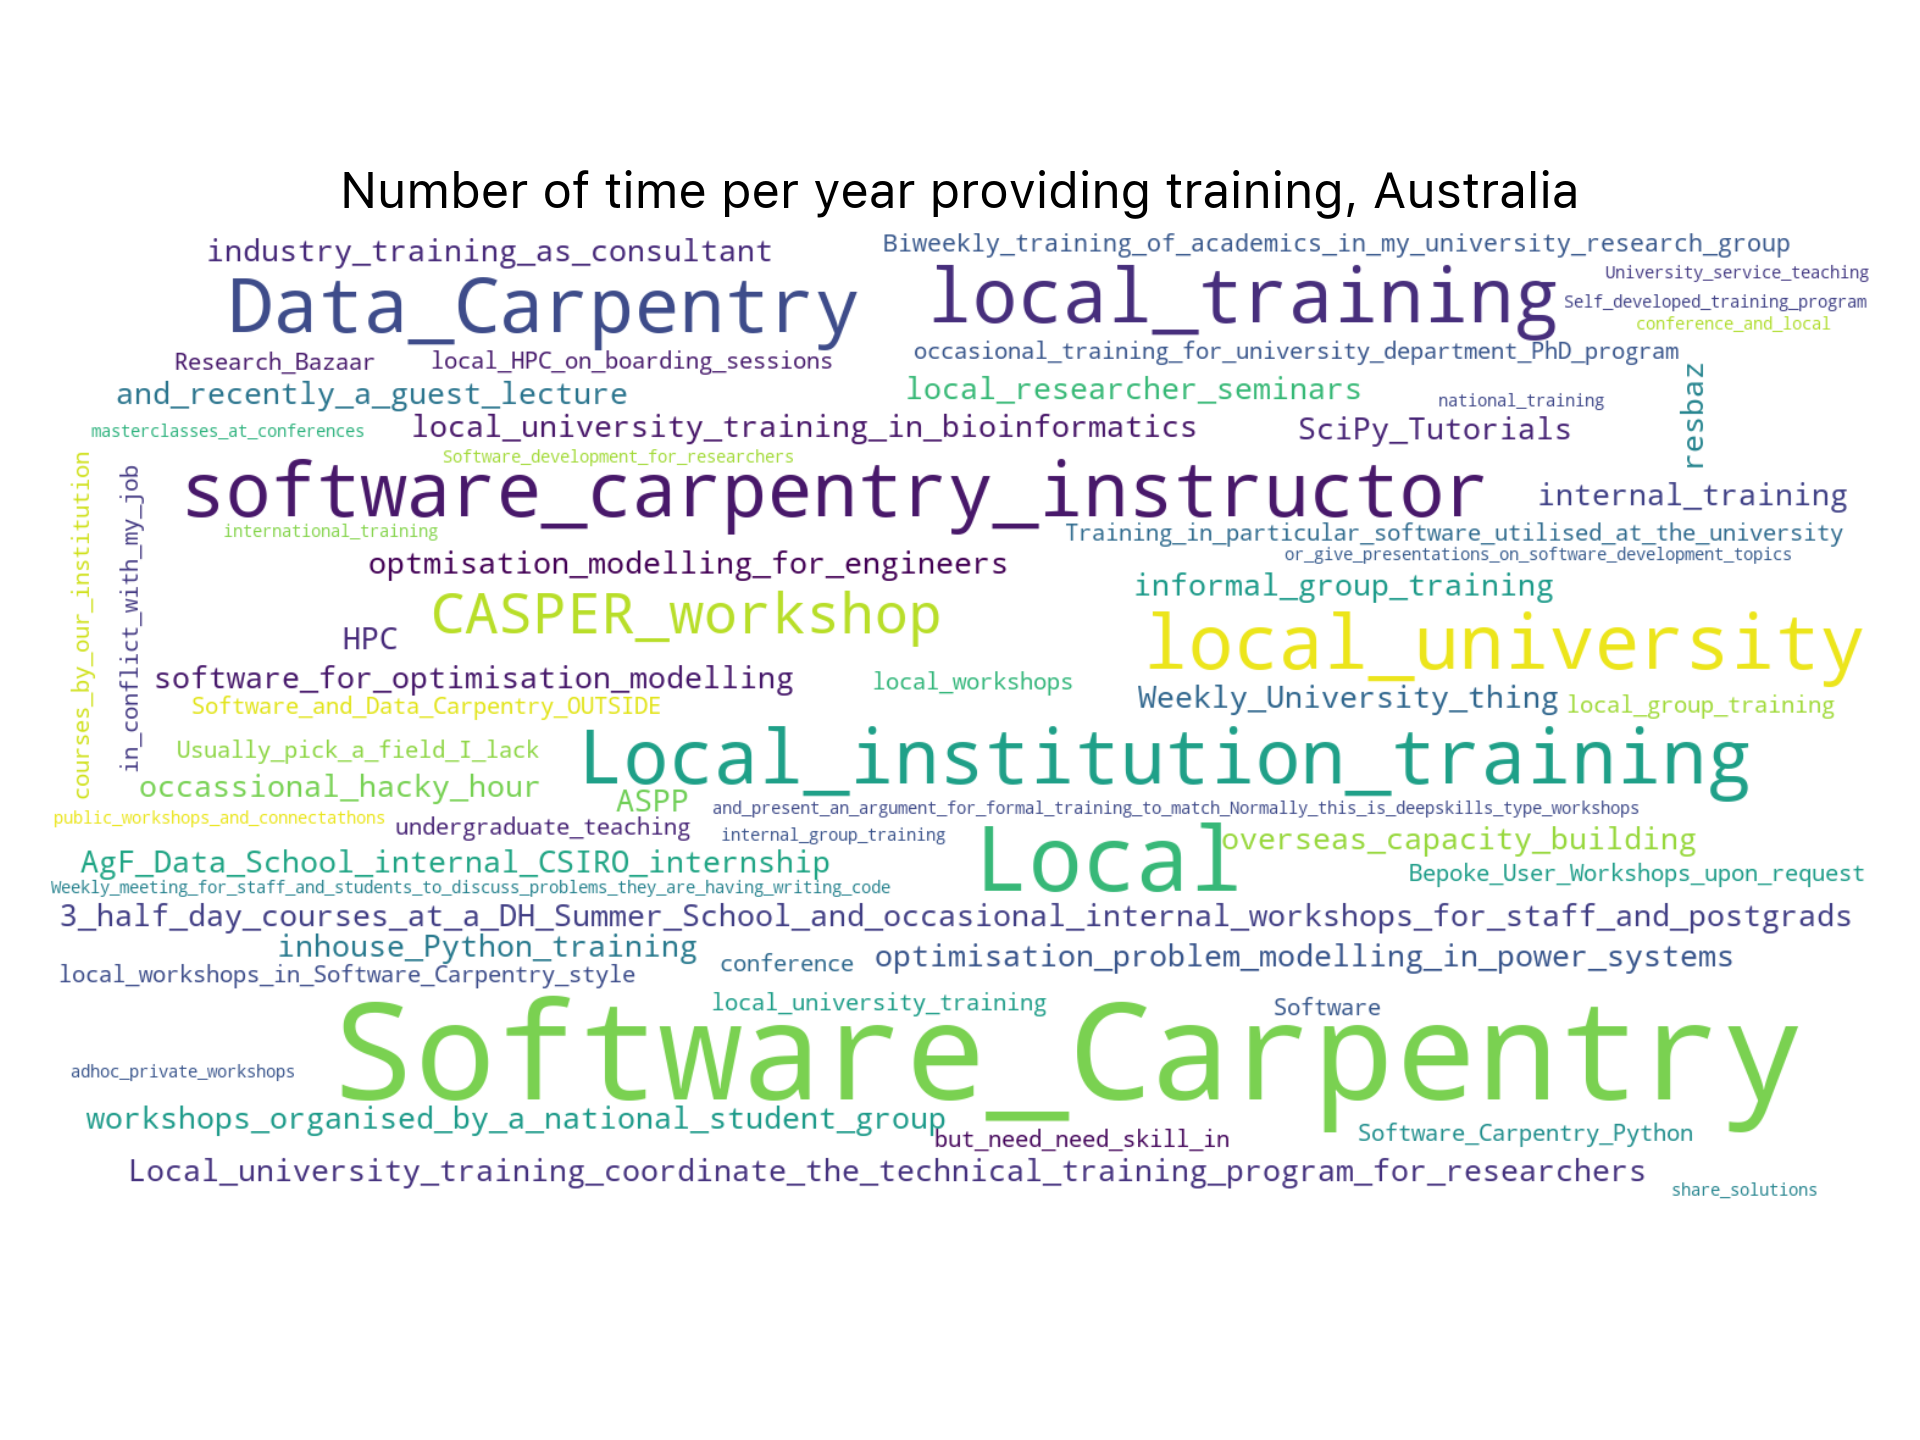 Number of time per year providing training, Australia
industry_training_as_consultant
Biweekly_training_of_academics_in_my_university_research_group
Data_Carpentry
local_training
University_service_teaching
Self_developed_training_program
conference_and_local
Research_Bazaar
local_HPC_on_boarding_sessions
occasional_training_for_university_department_PhD_program
and_recently_a_guest_lecture
local_researcher_seminars
national_training
resbaz
masterclasses_at_conferences
local_university_training_in_bioinformatics
SciPy_Tutorials
Software_development_for_researchers
courses_by_our_institution
in_conflict_with_my_job
software_carpentry_instructor
internal_training
international_training
Training_in_particular_software_utilised_at_the_university
or_give_presentations_on_software_development_topics
optmisation_modelling_for_engineers
informal_group_training
CASPER_workshop
HPC
local_university
software_for_optimisation_modelling
local_workshops
Weekly_University_thing
Software_and_Data_Carpentry_OUTSIDE
local_group_training
Usually_pick_a_field_I_lack
Local_institution_training
occassional_hacky_hour
ASPP
and_present_an_argument_for_formal_training_to_match_Normally_this_is_deepskills_type_workshops
public_workshops_and_connectathons
undergraduate_teaching
internal_group_training
Local
overseas_capacity_building
AgF_Data_School_internal_CSIRO_internship
Bepoke_User_Workshops_upon_request
Weekly_meeting_for_staff_and_students_to_discuss_problems_they_are_having_writing_code
3_half_day_courses_at_a_DH_Summer_School_and_occasional_internal_workshops_for_staff_and_postgrads
inhouse_Python_training
conference
optimisation_problem_modelling_in_power_systems
local_workshops_in_Software_Carpentry_style
local_university_training
Software
Software_Carpentry
adhoc_private_workshops
workshops_organised_by_a_national_student_group
but_need_need_skill_in
Software_Carpentry_Python
Local_university_training_coordinate_the_technical_training_program_for_researchers
share_solutions